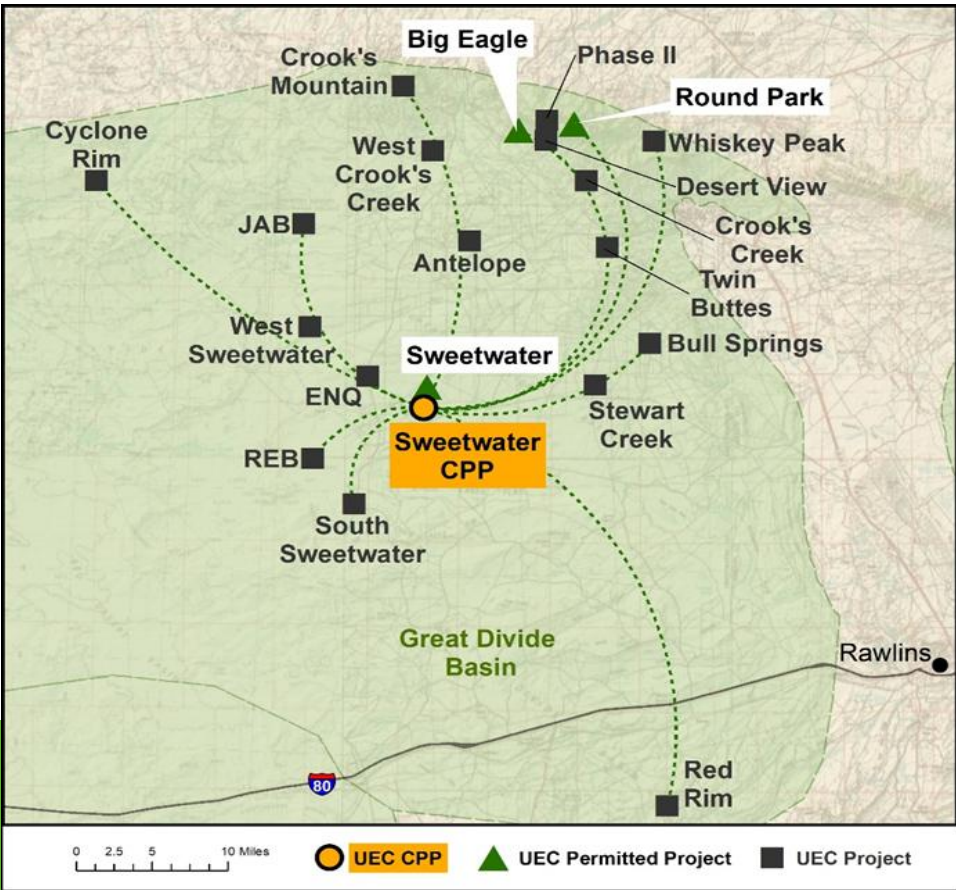 Big Eagle
Phase II
Crook's
Mountain
Round Park
Cyclone
Rim
West
Crook's
Creek
Whiskey Peak
Desert View
JAB
Crook's
Creek
Antelope
Twin
Buttes
West
Sweetwater
Bull Springs
Sweetwater
ENQ
Stewart
Creek
Sweetwater
CPP
REB
South
Sweetwater
Great Divide
Basin
Rawlins
Red
Rim
80
0 2.5 5 10 Miles
UEC CPP
UEC Permitted Project
UEC Project